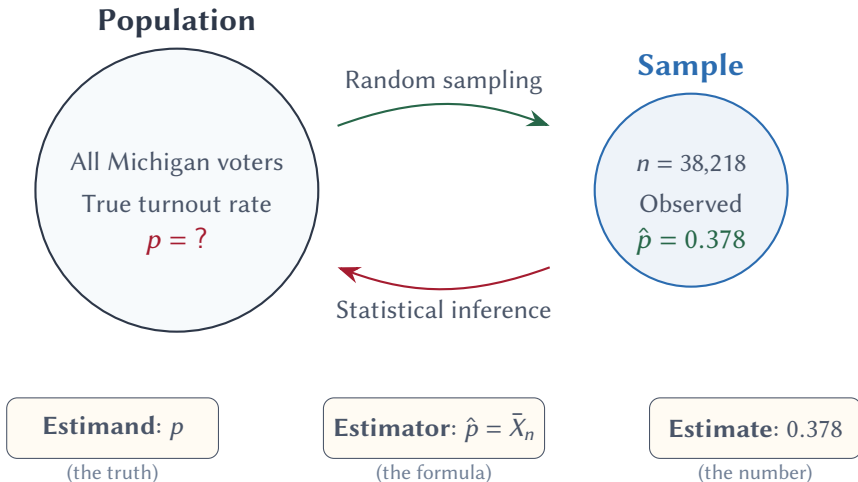 Population
Random sampling
Sample
All Michigan voters
True turnout rate
p = ?
n = 38,218
Observed
p̂ = 0.378
Statistical inference
Estimand: p
(the truth)
Estimator: p̂ = X̄ₙ
(the formula)
Estimate: 0.378
(the number)